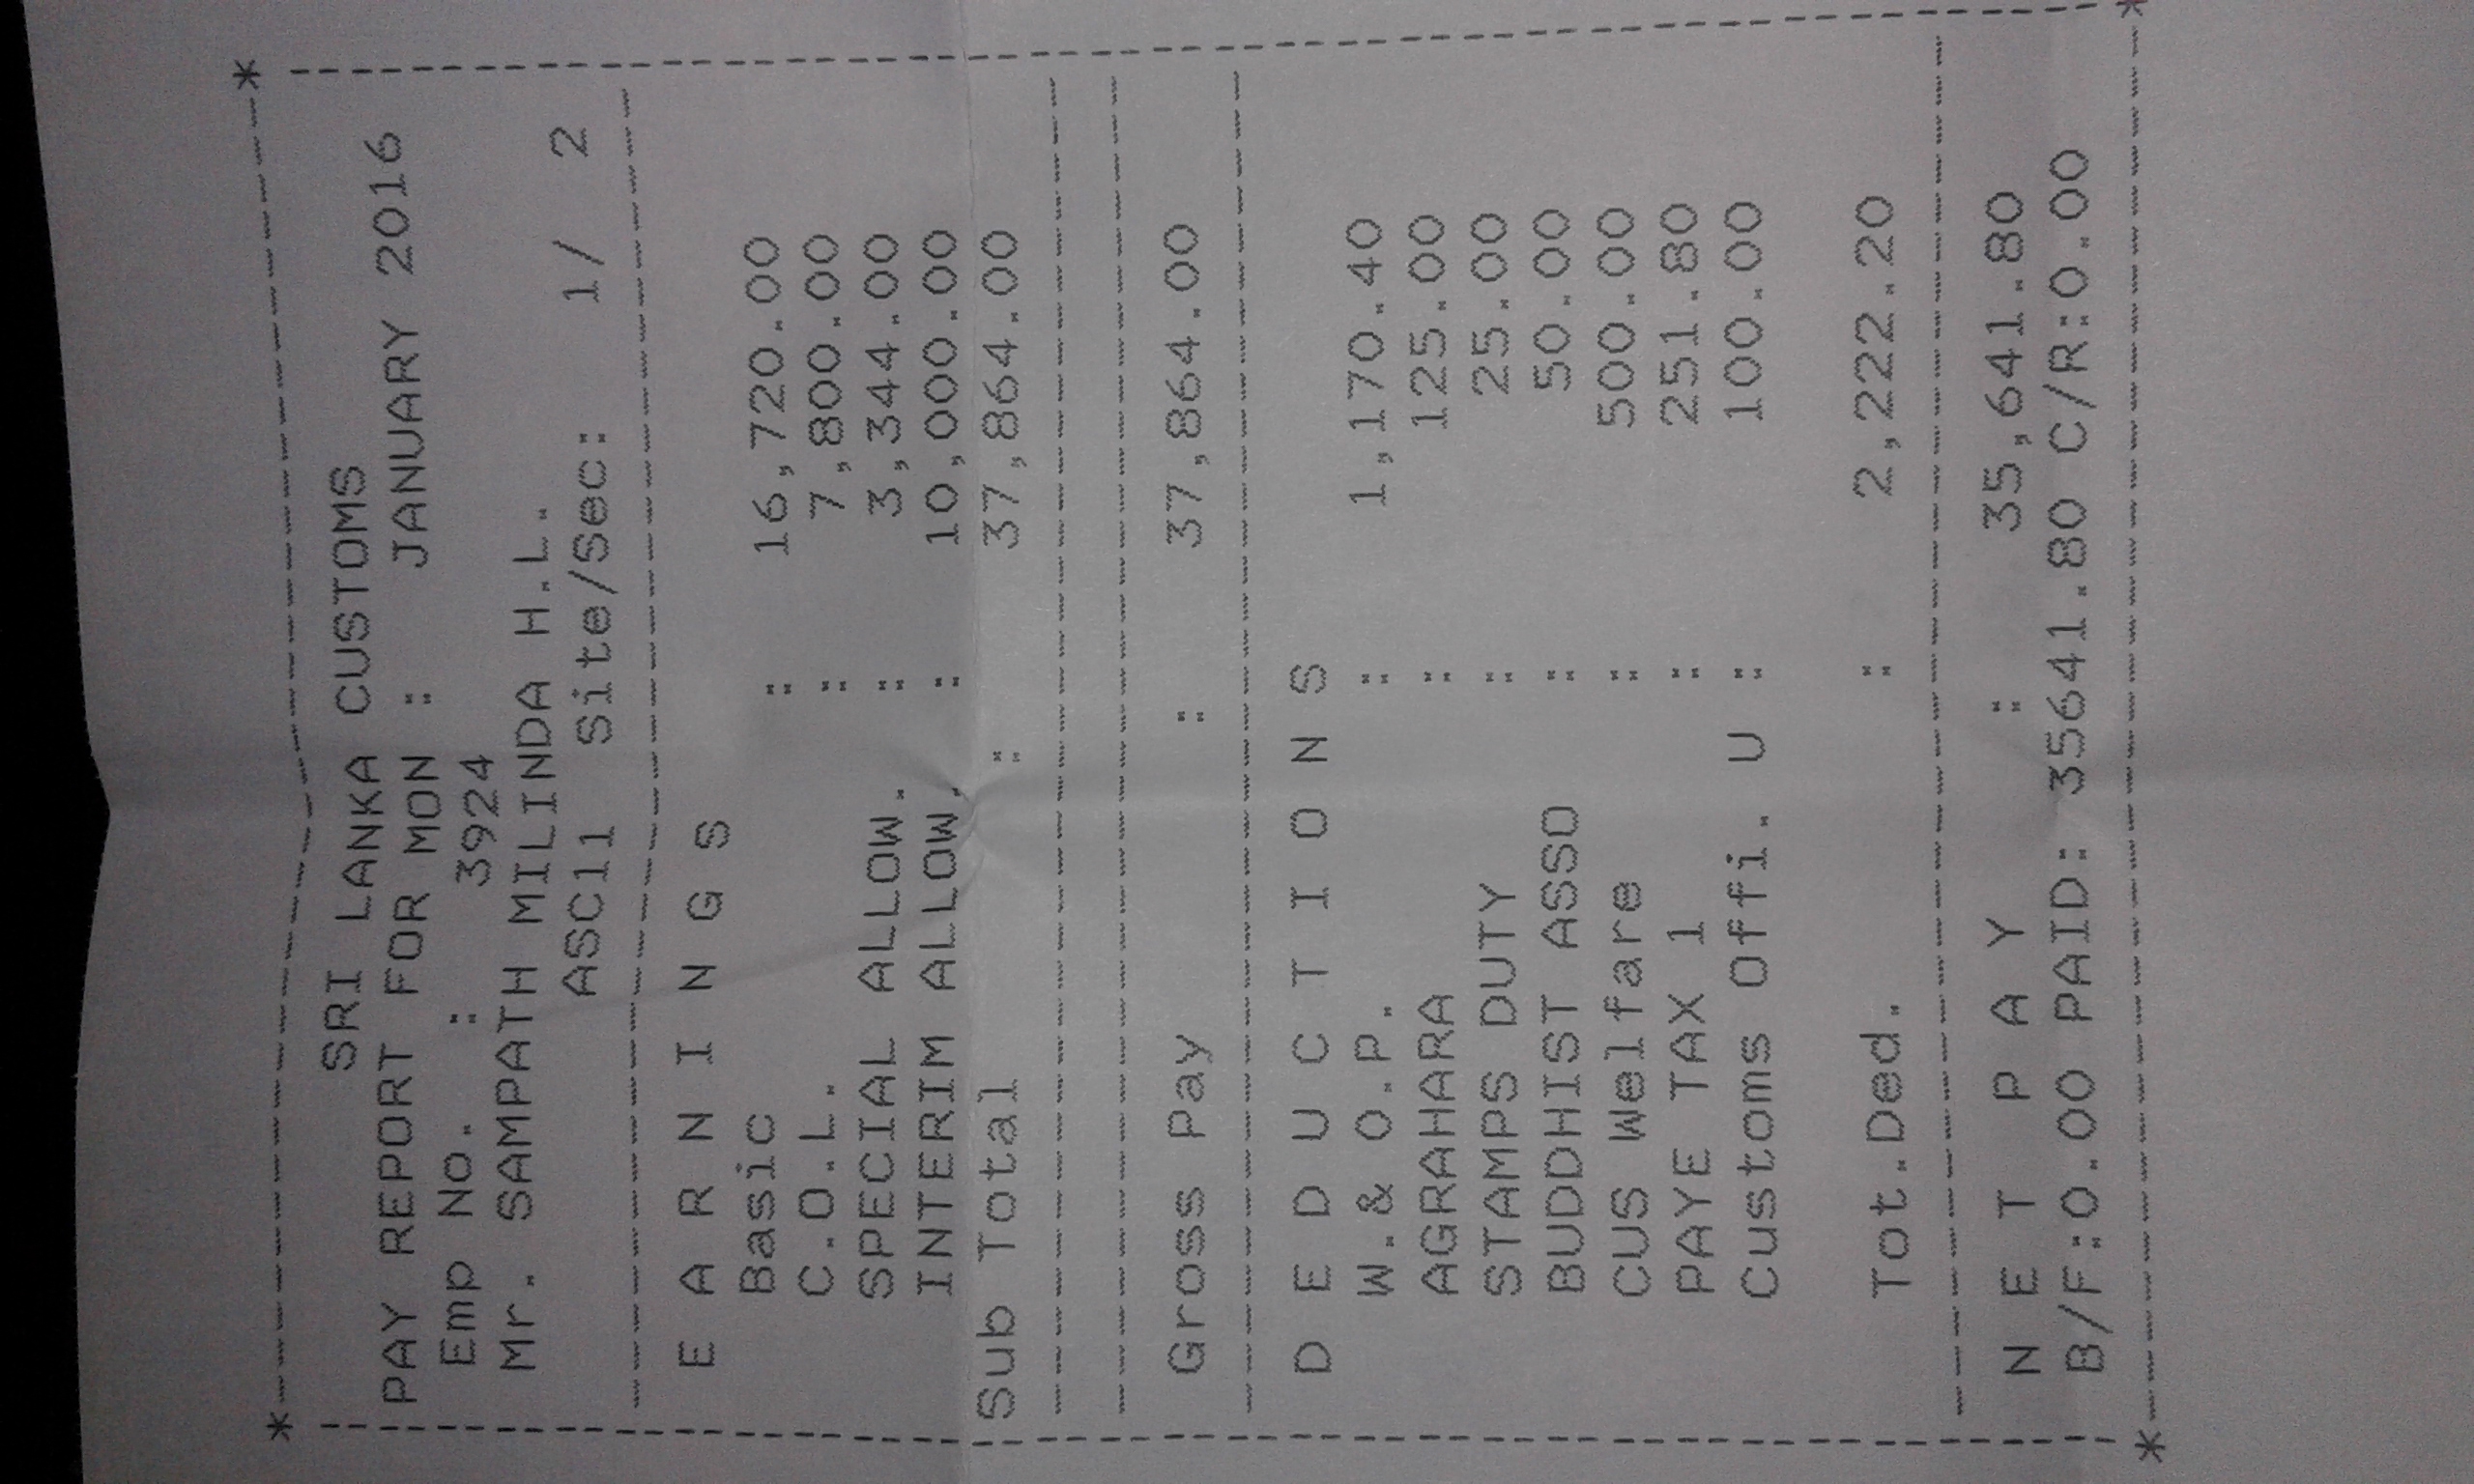 SRI LANKA CUSTOMS
PAY REPORT FOR MON : JANUARY 2016
Emp No. : 3924
Mr. SAMPATH MILINDA H.L.
ASC11 Site/Sec: 1/ 2
E A R N I N G S
Basic : 16,720.00
C.O.L. : 7,800.00
SPECIAL ALLOW. : 3,344.00
INTERIM ALLOW. : 10,000.00
Sub Total : 37,864.00
Gross Pay : 37,864.00
D E D U C T I O N S
W.& O.P. : 1,170.40
AGRAHARA : 125.00
STAMPS DUTY : 25.00
BUDDHIST ASSO : 50.00
CUS Welfare : 500.00
PAYE TAX 1 : 251.80
Customs Offi. U : 100.00
Tot.Ded. : 2,222.20
N E T P A Y : 35,641.80
B/F:0.00 PAID: 35641.80 C/R:0.00